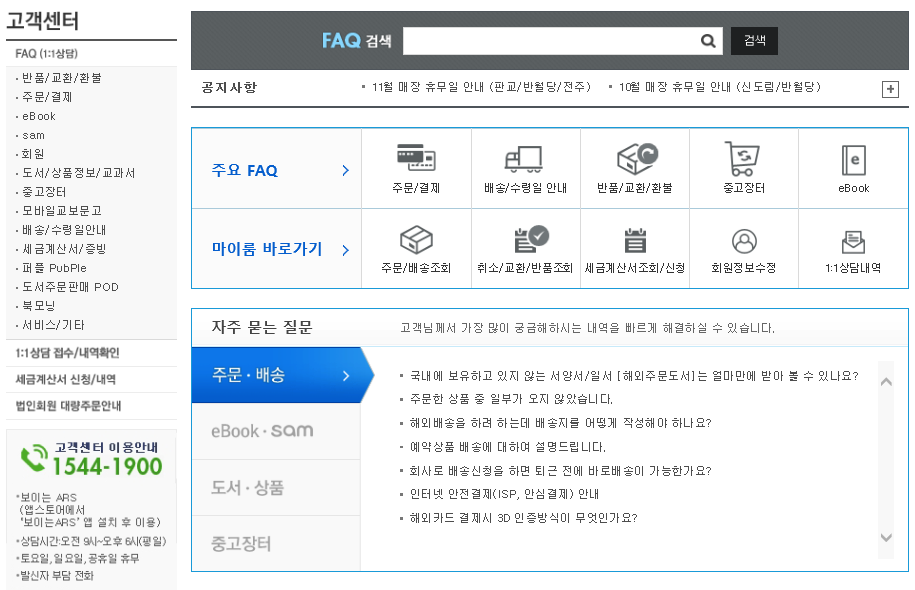 고객센터
FAQ (1:1상담)
· 반품/교환/환불
· 주문/결제
· eBook
· sam
· 회원
· 도서/상품정보/교과서
· 중고장터
· 모바일교보문고
· 배송/수령일안내
· 세금계산서/증빙
· 퍼플 PubPle
· 도서주문판매 POD
· 북모닝
· 서비스/기타
1:1상담 접수/내역확인
세금계산서 신청/내역
법인회원 대량주문안내
고객센터 이용안내
1544-1900
*보이는 ARS
(앱스토어에서
'보이는ARS' 앱 설치 후 이용)
*상담시간:오전 9시~오후 6시(평일)
*토요일,일요일,공휴일 휴무
*발신자 부담 전화
FAQ 검색
검색
공지사항
· 11월 매장 휴무일 안내 (판교/반월당/전주)
· 10월 매장 휴무일 안내 (신도림/반월당)
주요 FAQ
주문/결제
배송/수령일 안내
반품/교환/환불
중고장터
eBook
마이룸 바로가기
주문/배송조회
취소/교환/반품조회
세금계산서조회/신청
회원정보수정
1:1상담내역
자주 묻는 질문
고객님께서 가장 많이 궁금해하시는 내역을 빠르게 해결하실 수 있습니다.
주문 · 배송
eBook · sam
도서 · 상품
중고장터
· 국내에 보유하고 있지 않는 서양서/일서 [해외주문도서]는 얼마만에 받아 볼 수 있나요?
· 주문한 상품 중 일부가 오지 않았습니다.
· 해외배송을 하려 하는데 배송지를 어떻게 작성해야 하나요?
· 예약상품 배송에 대하여 설명드립니다.
· 회사로 배송신청을 하면 퇴근 전에 바로배송이 가능한가요?
· 인터넷 안전결제(ISP, 안심결제) 안내
· 해외카드 결제시 3D 인증방식이 무엇인가요?